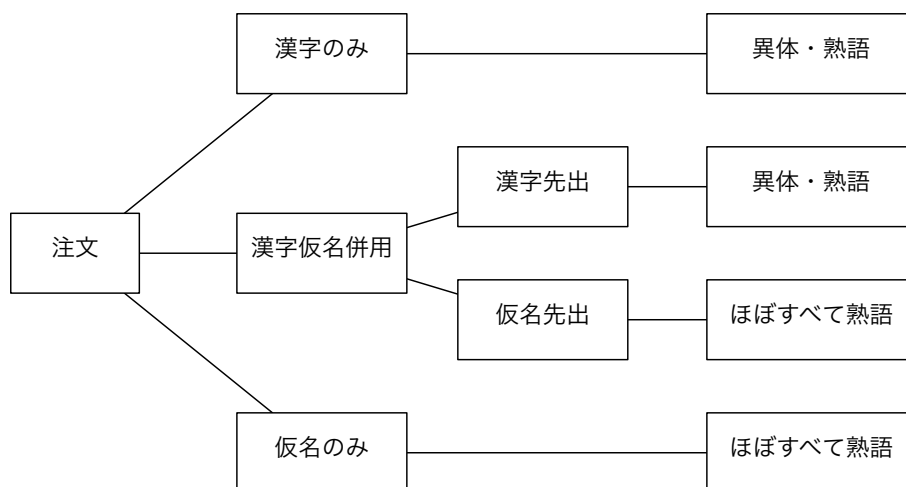 漢字のみ
異体・熟語
漢字先出
異体・熟語
注文
漢字仮名併用
仮名先出
ほぼすべて熟語
仮名のみ
ほぼすべて熟語